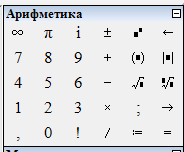 Арифметика
∞ π i ± ▪˙ ←
7 8 9 + (▪) |▪|
4 5 6 − √▪ ▪√▪
1 2 3 × ; →
, 0 ! / := =